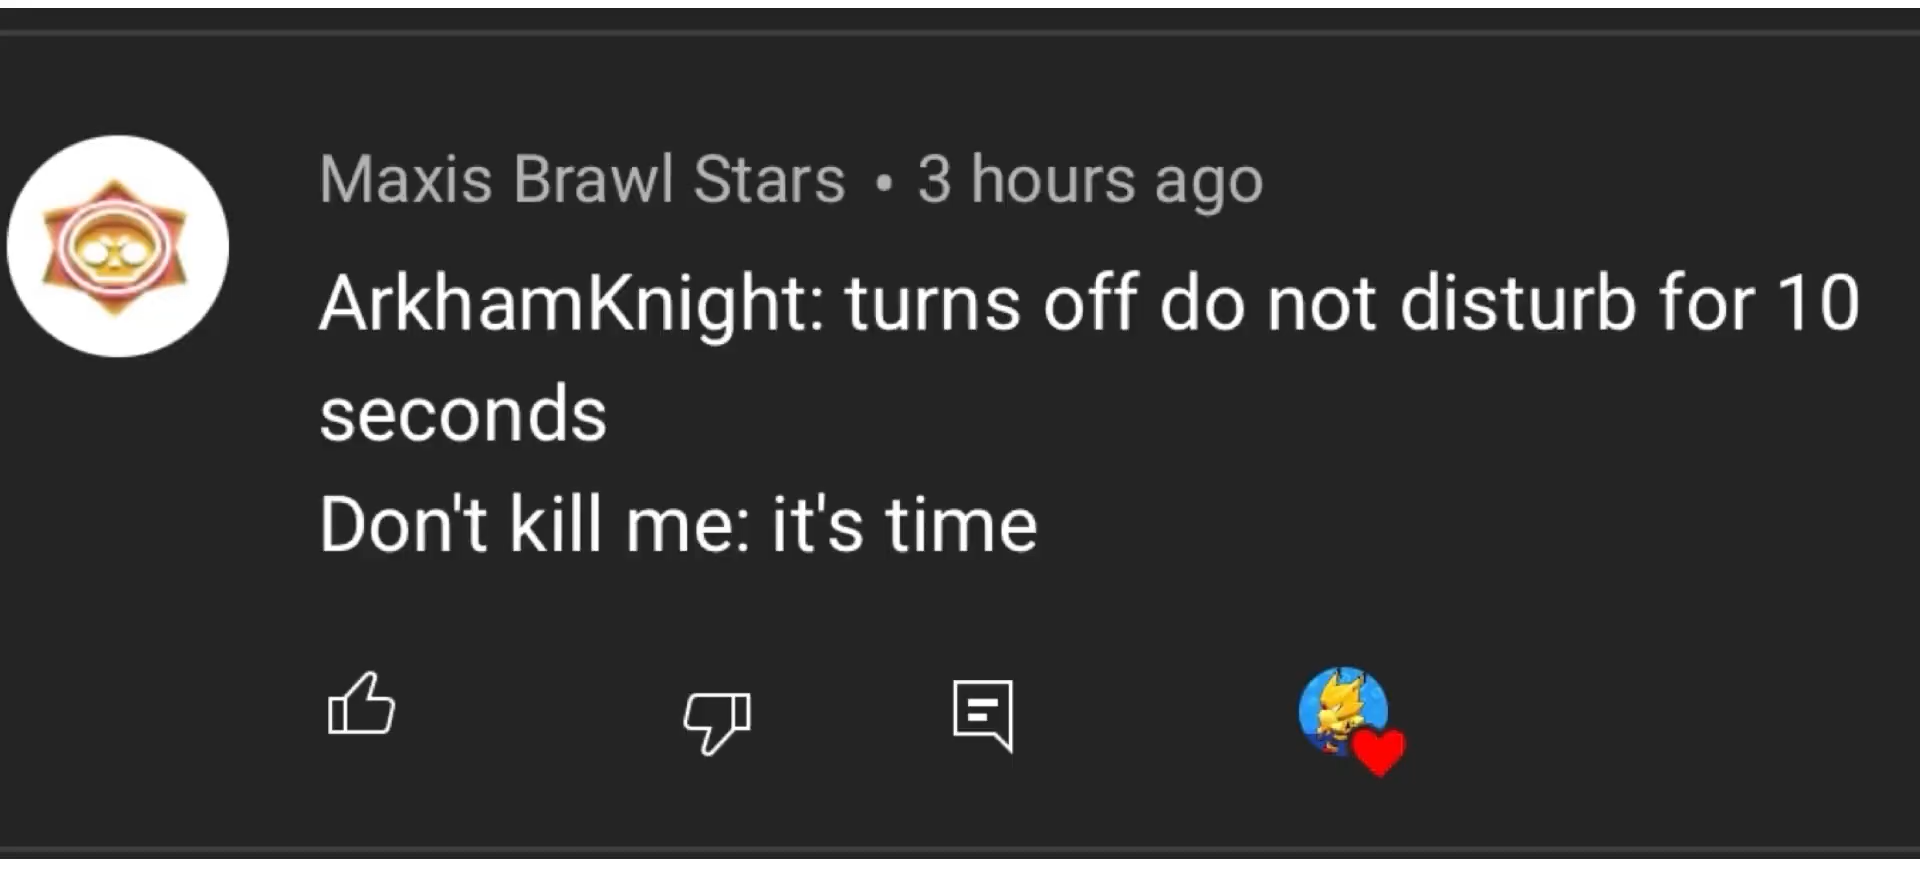 Maxis Brawl Stars • 3 hours ago
ArkhamKnight: turns off do not disturb for 10
seconds
Don't kill me: it's time